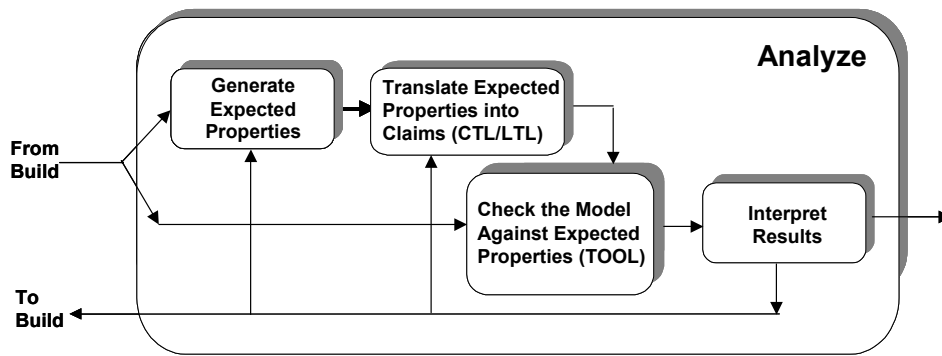 Analyze
Generate
Expected
Properties
Translate Expected
Properties into
Claims (CTL/LTL)
From
Build
Check the Model
Against Expected
Properties (TOOL)
Interpret
Results
To
Build